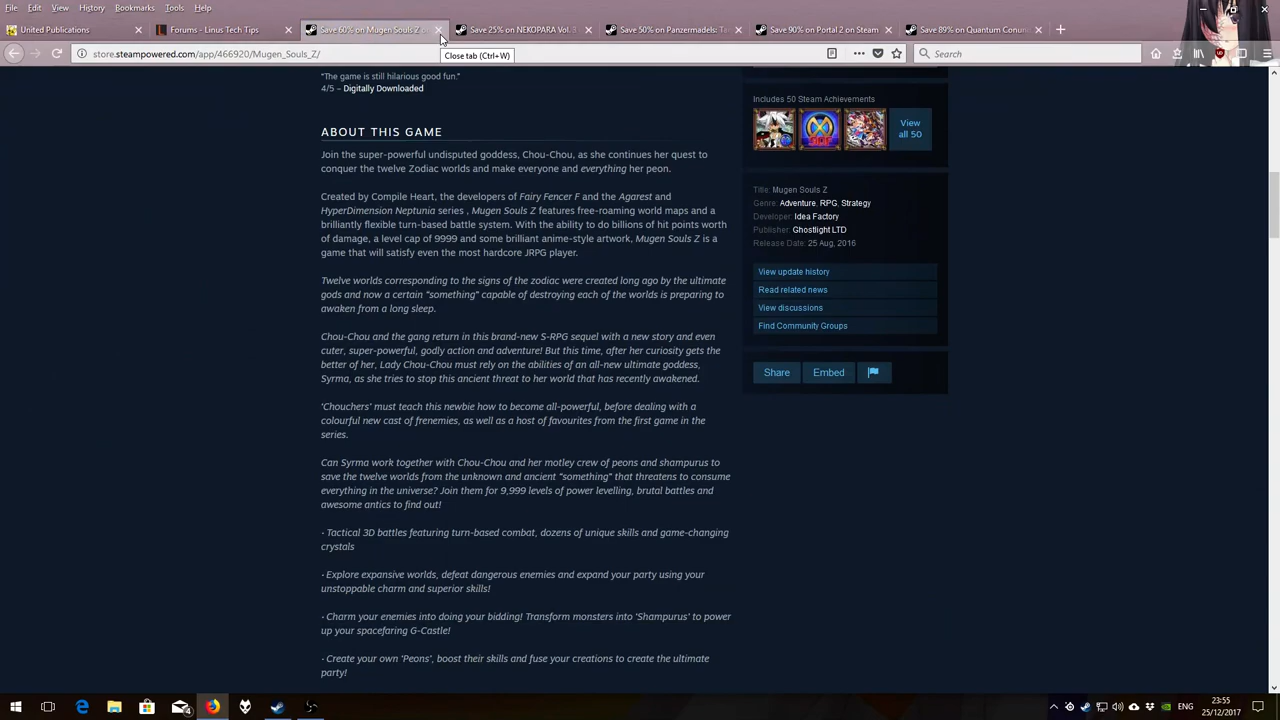 File Edit View History Bookmarks Tools Help
United Publications
Forums - Linus Tech Tips
Save 60% on Mugen Souls Z
Save 25% on NEKOPARA Vol. 3
Save 50% on Panzermadels: Ta
Save 90% on Portal 2 on Steam
Save 89% on Quantum Conun
store.steampowered.com/app/466920/Mugen_Souls_Z/
Search
Close tab (Ctrl+W)
"The game is still hilarious good fun."
4/5 – Digitally Downloaded
ABOUT THIS GAME
Join the super-powerful undisputed goddess, Chou-Chou, as she continues her quest to
conquer the twelve Zodiac worlds and make everyone and everything her peon.
Created by Compile Heart, the developers of Fairy Fencer F and the Agarest and
HyperDimension Neptunia series , Mugen Souls Z features free-roaming world maps and a
brilliantly flexible turn-based battle system. With the ability to do billions of hit points worth
of damage, a level cap of 9999 and some brilliant anime-style artwork, Mugen Souls Z is a
game that will satisfy even the most hardcore JRPG player.
Twelve worlds corresponding to the signs of the zodiac were created long ago by the ultimate
gods and now a certain "something" capable of destroying each of the worlds is preparing to
awaken from a long sleep.
Chou-Chou and the gang return in this brand-new S-RPG sequel with a new story and even
cuter, super-powerful, godly action and adventure! But this time, after her curiosity gets the
better of her, Lady Chou-Chou must rely on the abilities of an all-new ultimate goddess,
Syrma, as she tries to stop this ancient threat to her world that has recently awakened.
'Chouchers' must teach this newbie how to become all-powerful, before dealing with a
colourful new cast of frenemies, as well as a host of favourites from the first game in the
series.
Can Syrma work together with Chou-Chou and her motley crew of peons and shampurus to
save the twelve worlds from the unknown and ancient "something" that threatens to consume
everything in the universe? Join them for 9,999 levels of power levelling, brutal battles and
awesome antics to find out!
· Tactical 3D battles featuring turn-based combat, dozens of unique skills and game-changing
crystals
· Explore expansive worlds, defeat dangerous enemies and expand your party using your
unstoppable charm and superior skills!
· Charm your enemies into doing your bidding! Transform monsters into 'Shampurus' to power
up your spacefaring G-Castle!
· Create your own 'Peons', boost their skills and fuse your creations to create the ultimate
party!
Includes 50 Steam Achievements
View
all 50
Title: Mugen Souls Z
Genre: Adventure, RPG, Strategy
Developer: Idea Factory
Publisher: Ghostlight LTD
Release Date: 25 Aug, 2016
View update history
Read related news
View discussions
Find Community Groups
Share
Embed
4
ENG
23:55
25/12/2017